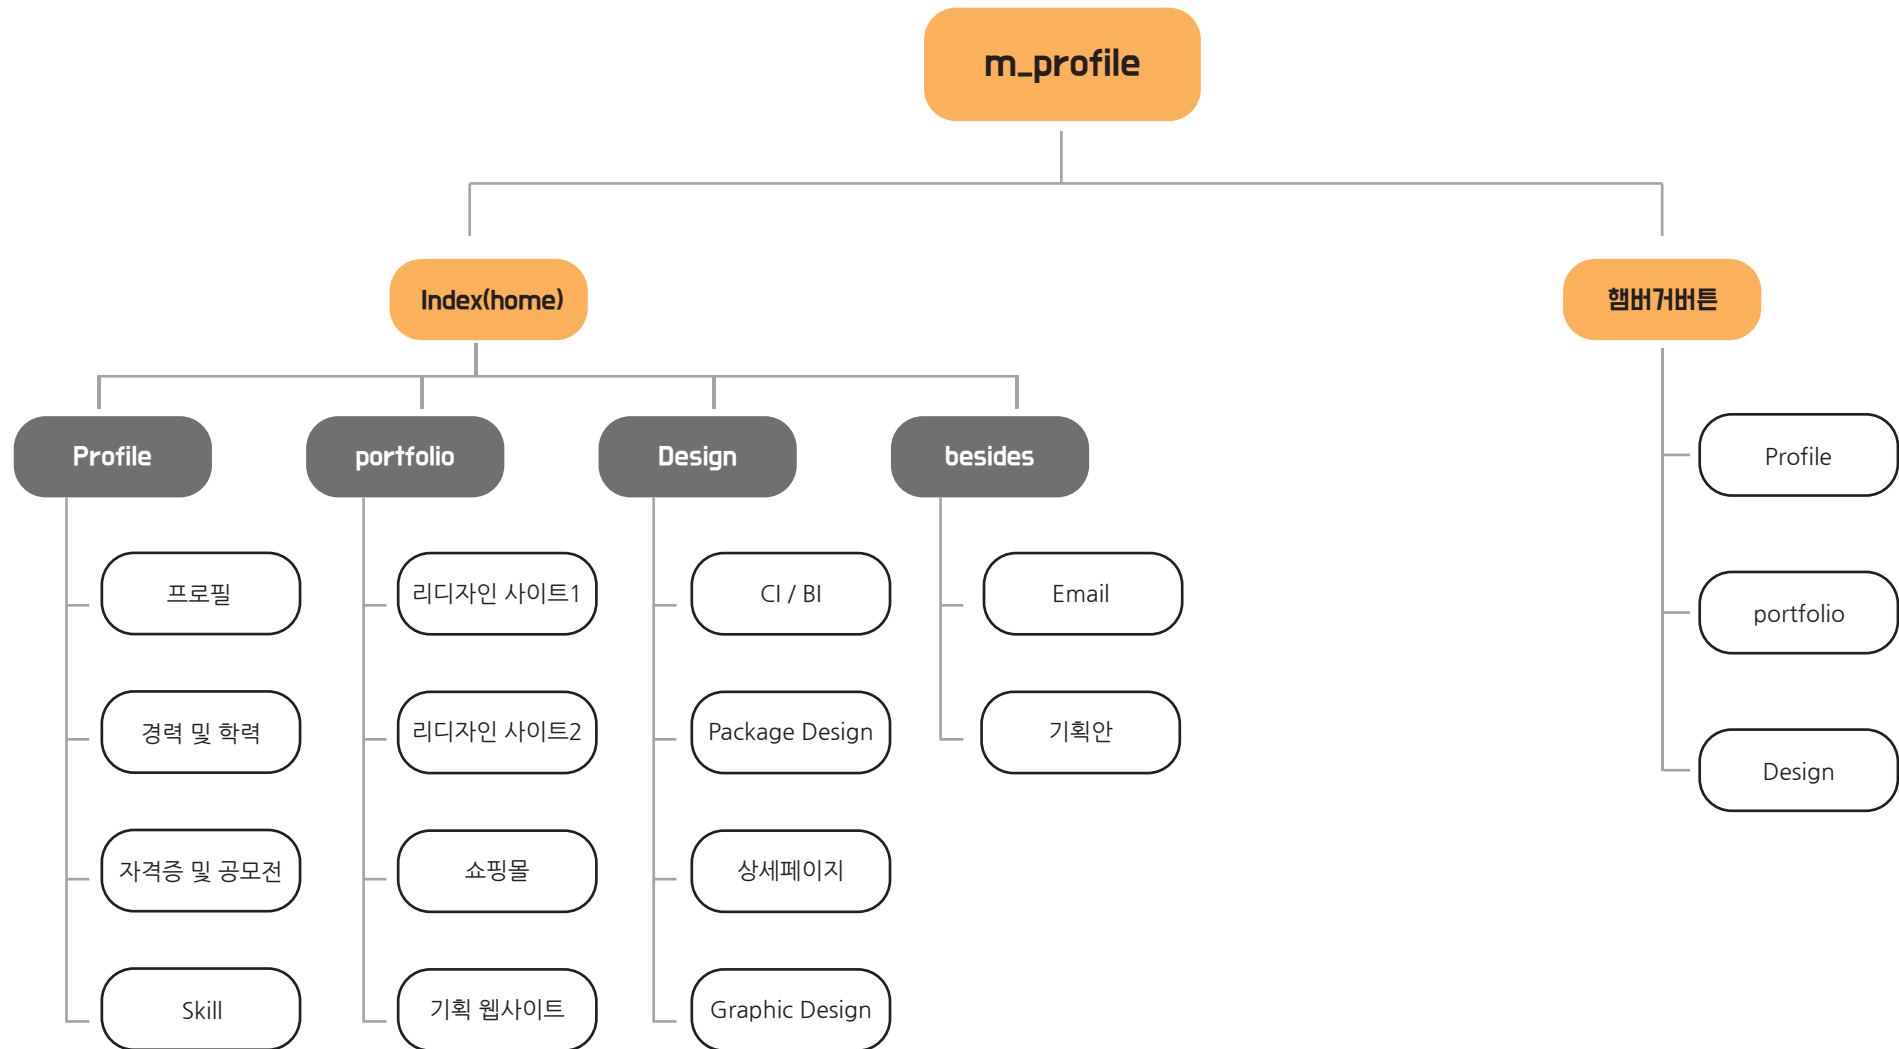 m_profile
Index(home)
햄버거버튼
Profile
portfolio
Design
besides
Profile
프로필
리디자인 사이트1
CI / BI
Email
portfolio
경력 및 학력
리디자인 사이트2
Package Design
기획안
Design
자격증 및 공모전
쇼핑몰
상세페이지
Skill
기획 웹사이트
Graphic Design